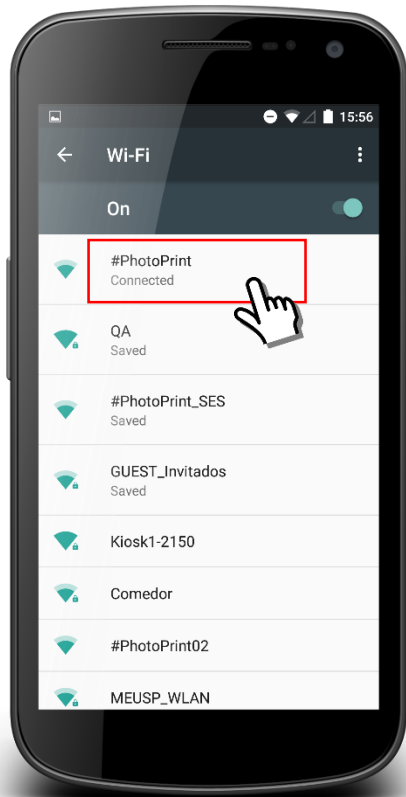 15:56
Wi-Fi
On
#PhotoPrint
Connected
QA
Saved
#PhotoPrint_SES
Saved
GUEST_Invitados
Saved
Kiosk1-2150
Comedor
#PhotoPrint02
MEUSP_WLAN